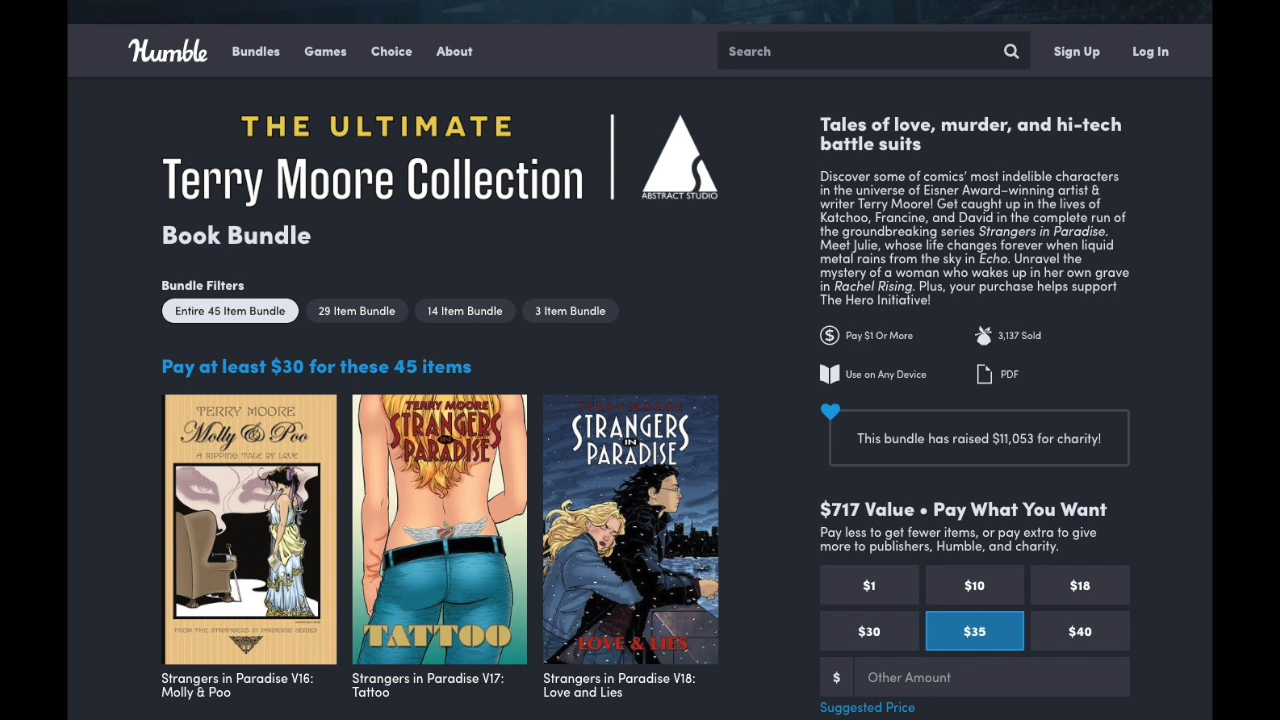 Humble
Bundles
Games
Choice
About
Search
Sign Up
Log In
THE ULTIMATE
Terry Moore Collection
ABSTRACT STUDIO
Book Bundle
Bundle Filters
Entire 45 Item Bundle
29 Item Bundle
14 Item Bundle
3 Item Bundle
Pay at least $30 for these 45 items
TERRY MOORE
Molly & Poo
A RIPPING TALE OF LOVE
FROM THE STRANGERS IN PARADISE SERIES
Strangers in Paradise V16:
Molly & Poo
TERRY MOORE
STRANGERS
IN
PARADISE
TATTOO
Strangers in Paradise V17:
Tattoo
TERRY MOORE
STRANGERS
IN
PARADISE
LOVE & LIES
Strangers in Paradise V18:
Love and Lies
Tales of love, murder, and hi-tech
battle suits
Discover some of comics’ most indelible characters
in the universe of Eisner Award–winning artist &
writer Terry Moore! Get caught up in the lives of
Katchoo, Francine, and David in the complete run of
the groundbreaking series Strangers in Paradise.
Meet Julie, whose life changes forever when liquid
metal rains from the sky in Echo. Unravel the
mystery of a woman who wakes up in her own grave
in Rachel Rising. Plus, your purchase helps support
The Hero Initiative!
Pay $1 Or More
3,137 Sold
Use on Any Device
PDF
This bundle has raised $11,053 for charity!
$717 Value • Pay What You Want
Pay less to get fewer items, or pay extra to give
more to publishers, Humble, and charity.
$1
$10
$18
$30
$35
$40
$
Other Amount
Suggested Price